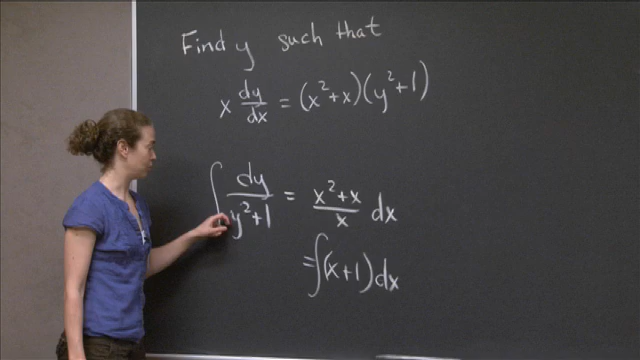 Find y such that
x dy/dx = (x²+x)(y²+1)
∫ dy/(y²+1) = (x²+x)/x dx
= ∫(x+1)dx